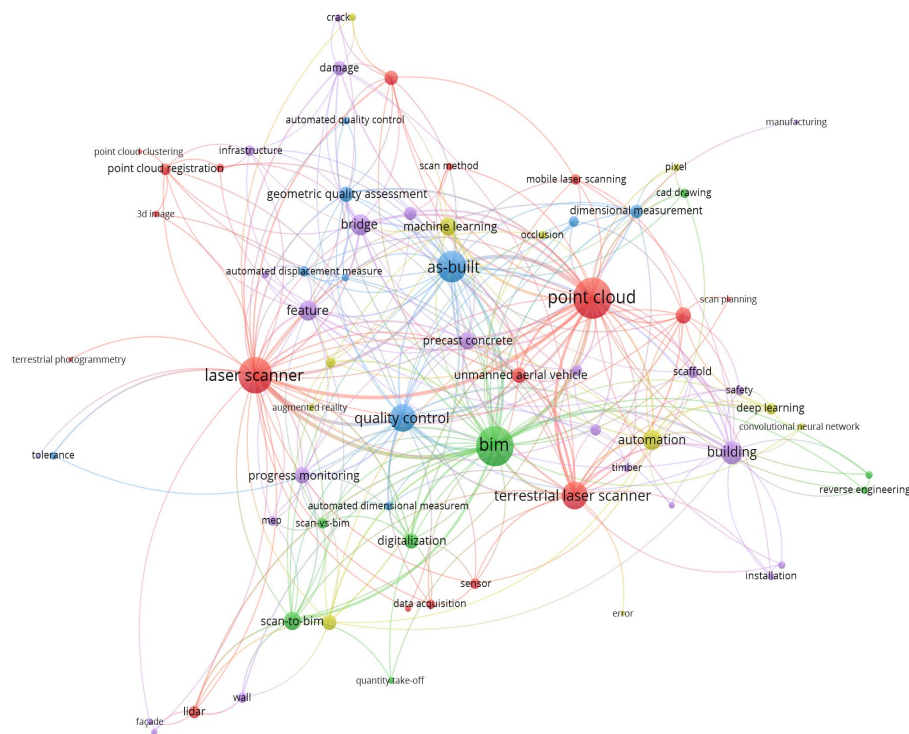 crack
damage
automated quality control
manufacturing
point cloud clustering
infrastructure
point cloud registration
scan method
pixel
mobile laser scanning
cad drawing
geometric quality assessment
3d image
bridge
machine learning
dimensional measurement
occlusion
as-built
automated displacement measure
point cloud
scan planning
feature
precast concrete
terrestrial photogrammetry
laser scanner
unmanned aerial vehicle
scaffold
safety
augmented reality
quality control
deep learning
convolutional neural network
bim
automation
building
tolerance
progress monitoring
timber
terrestrial laser scanner
reverse engineering
automated dimensional measurem
mep
scan-vs-bim
digitalization
installation
sensor
data acquisition
error
scan-to-bim
quantity take-off
wall
lidar
façade